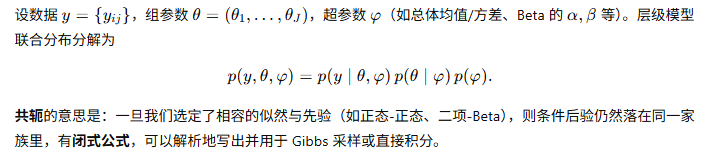 设数据 y = {y_{ij}}，组参数 θ = (θ_1, …, θ_J)，超参数 φ（如总体均值/方差、Beta 的 α, β 等）。层级模型
联合分布分解为
p(y, θ, φ) = p(y | θ, φ) p(θ | φ) p(φ).
共轭的意思是：一旦我们选定了相容的似然与先验（如正态-正态、二项-Beta），则条件后验仍然落在同一家
族里，有闭式公式，可以解析地写出并用于 Gibbs 采样或直接积分。